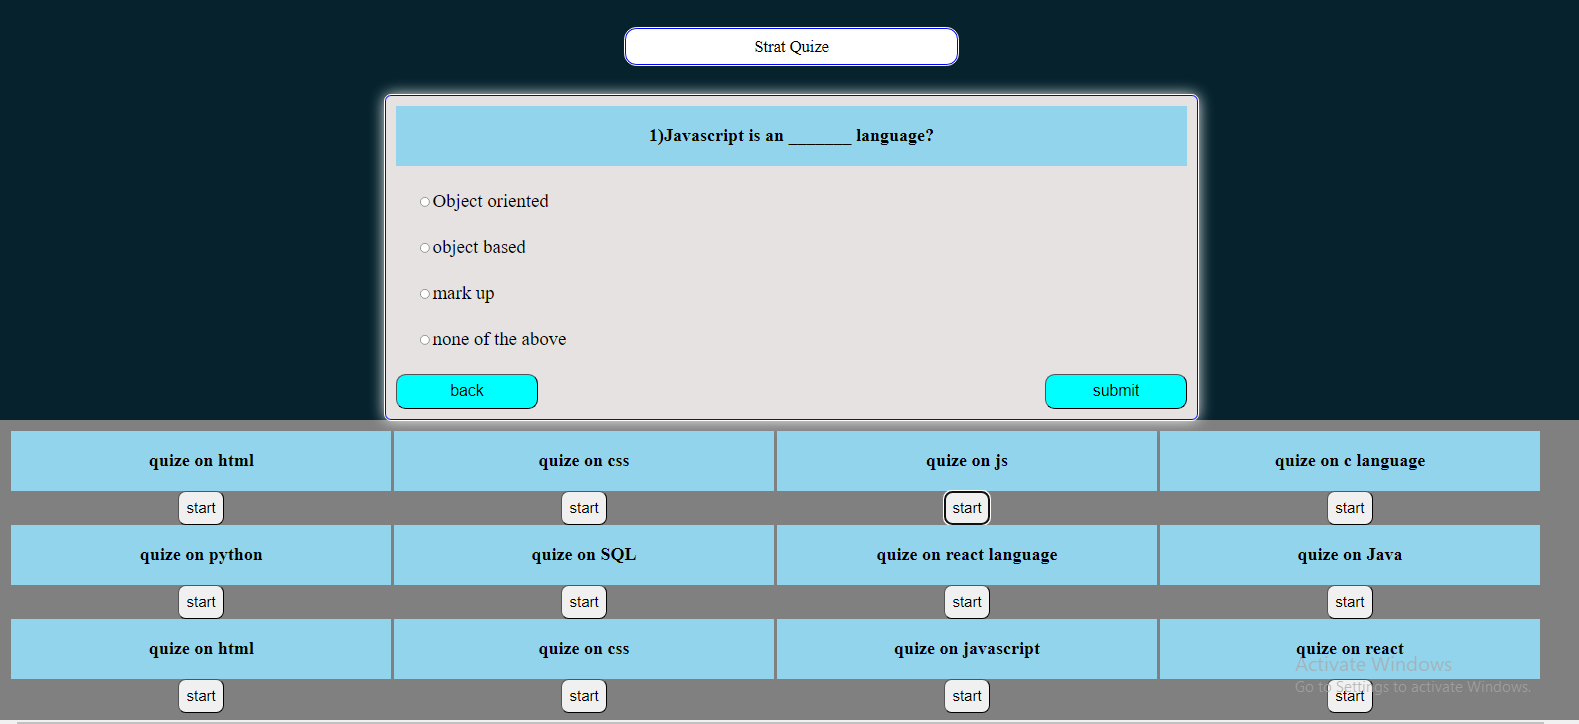 Strat Quize
1)Javascript is an _______ language?
Object oriented
object based
mark up
none of the above
back submit
quize on html quize on css quize on js quize on c language
start start start start
quize on python quize on SQL quize on react language quize on Java
start start start start
quize on html quize on css quize on javascript quize on react
Activate Windows
Go to Settings to activate Windows.
start start start start